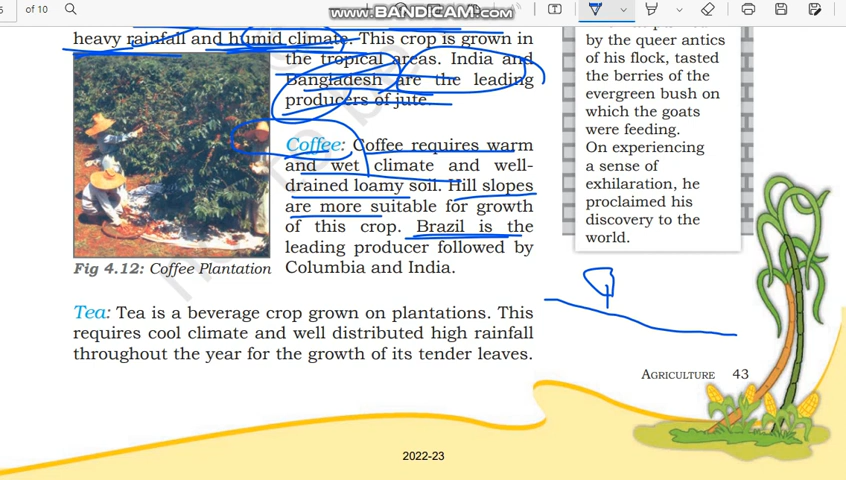 WWW.BANDICAM.COM
of 10
heavy rainfall and humid climate. This crop is grown in
the tropical areas. India and
Bangladesh are the leading
producers of jute.
Coffee: Coffee requires warm
and wet climate and well-
drained loamy soil. Hill slopes
are more suitable for growth
of this crop. Brazil is the
leading producer followed by
Columbia and India.
Fig 4.12: Coffee Plantation
Tea: Tea is a beverage crop grown on plantations. This
requires cool climate and well distributed high rainfall
throughout the year for the growth of its tender leaves.
by the queer antics
of his flock, tasted
the berries of the
evergreen bush on
which the goats
were feeding.
On experiencing
a sense of
exhilaration, he
proclaimed his
discovery to the
world.
AGRICULTURE 43
2022-23